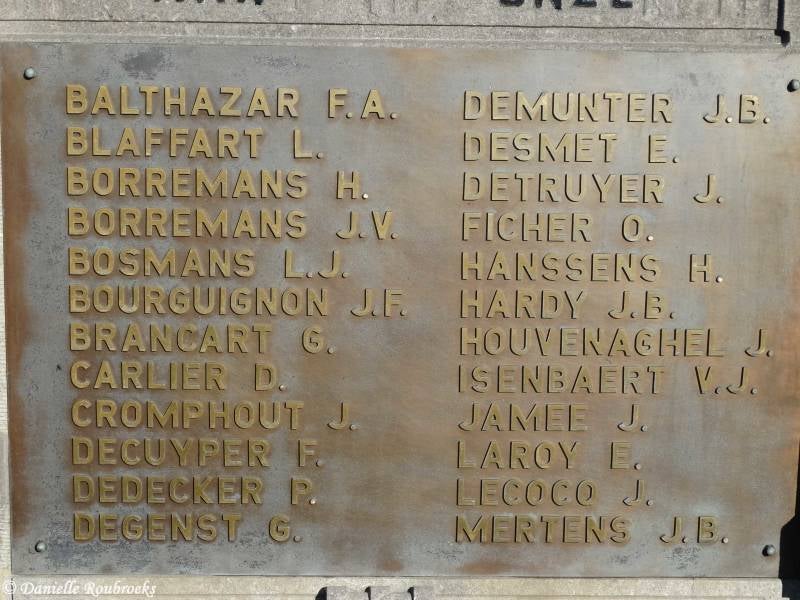 ONZE
BALTHAZAR F.A.
BLAFFART L.
BORREMANS H.
BORREMANS J.V.
BOSMANS L.J.
BOURGUIGNON J.F.
BRANCART G.
CARLIER D.
CROMPHOUT J.
DECUYPER F.
DEDECKER P.
DEGENST G.
DEMUNTER J.B.
DESMET E.
DETRUYER J.
FICHER O.
HANSSENS H.
HARDY J.B.
HOUVENAGHEL J.
ISENBAERT V.J.
JAMEE J.
LAROY E.
LECOCQ J.
MERTENS J.B.
© Danielle Roubroeks